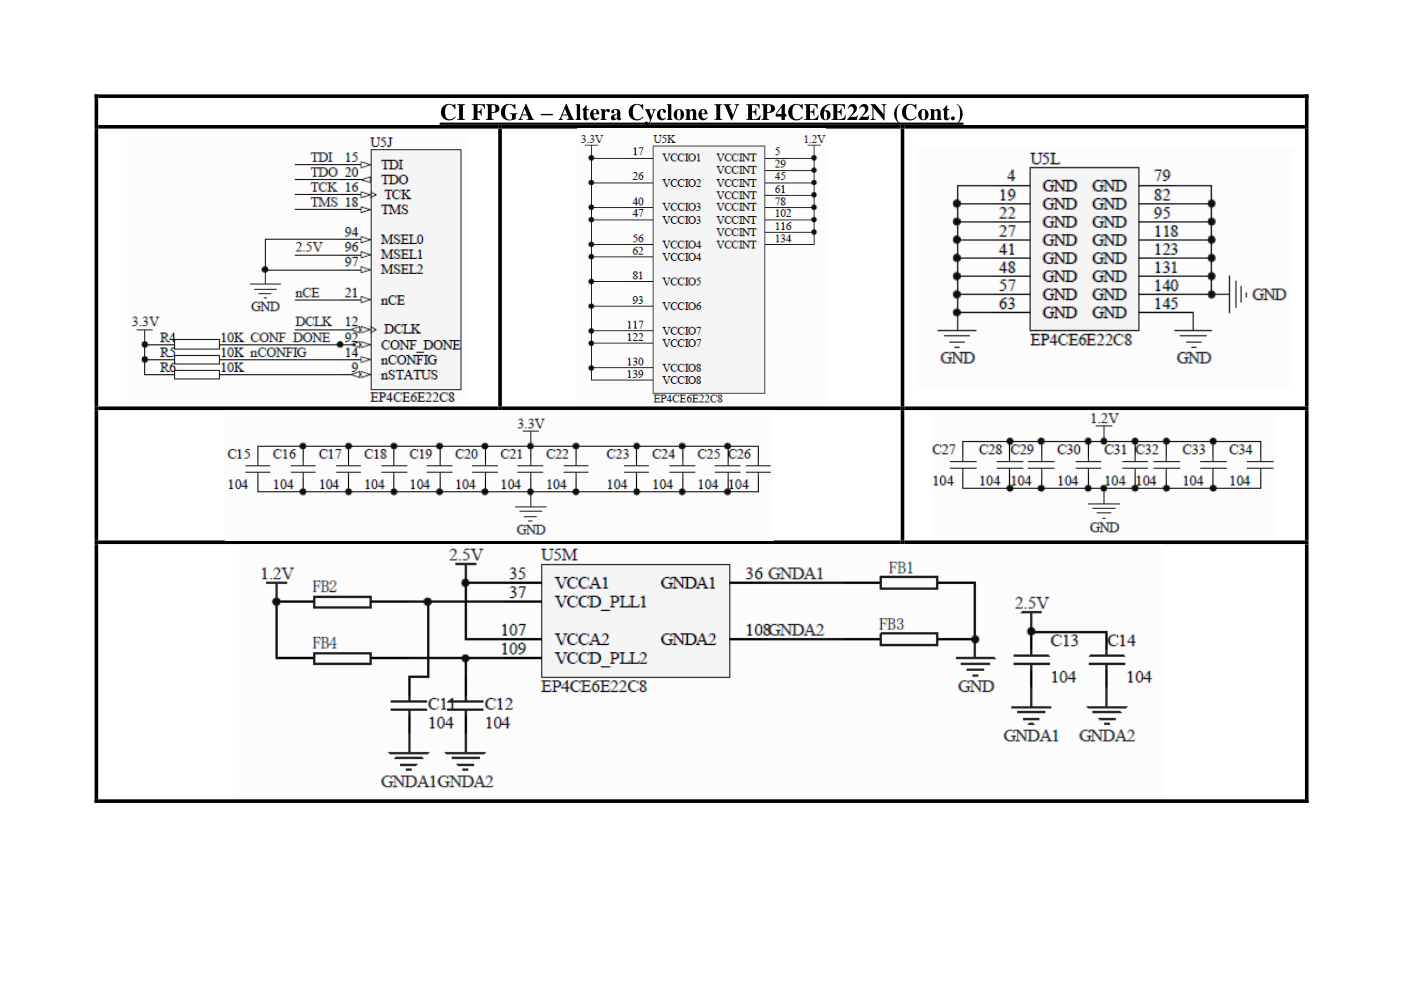 CI FPGA – Altera Cyclone IV EP4CE6E22N (Cont.)
U5J
TDI 15 TDI
TDO 20 TDO
TCK 16 TCK
TMS 18 TMS
94 MSEL0
2.5V 96 MSEL1
97 MSEL2
GND
nCE 21 nCE
3.3V
DCLK 12 DCLK
R4 10K CONF_DONE 92 CONF_DONE
R5 10K nCONFIG 14 nCONFIG
R6 10K 9 nSTATUS
EP4CE6E22C8
3.3V U5K 1.2V
17 VCCIO1 VCCINT 5
VCCINT 29
26 VCCIO2 VCCINT 45
VCCINT 61
40 VCCIO3 VCCINT 78
47 VCCIO3 VCCINT 102
VCCINT 116
56 VCCIO4 VCCINT 134
62 VCCIO4
81 VCCIO5
93 VCCIO6
117 VCCIO7
122 VCCIO7
130 VCCIO8
139 VCCIO8
EP4CE6E22C8
U5L
4 GND GND 79
19 GND GND 82
22 GND GND 95
27 GND GND 118
41 GND GND 123
48 GND GND 131
57 GND GND 140 GND
63 GND GND 145
EP4CE6E22C8
GND GND
3.3V
C15 C16 C17 C18 C19 C20 C21 C22 C23 C24 C25 C26
104 104 104 104 104 104 104 104 104 104 104 104
GND
1.2V
C27 C28 C29 C30 C31 C32 C33 C34
104 104 104 104 104 104 104 104
GND
2.5V U5M
1.2V FB2 35 VCCA1 GNDA1 36 GNDA1 FB1
37 VCCD_PLL1
FB4 107 VCCA2 GNDA2 108 GNDA2 FB3
109 VCCD_PLL2
EP4CE6E22C8 GND
C11 C12
104 104
GNDA1 GNDA2
2.5V
C13 C14
104 104
GNDA1 GNDA2